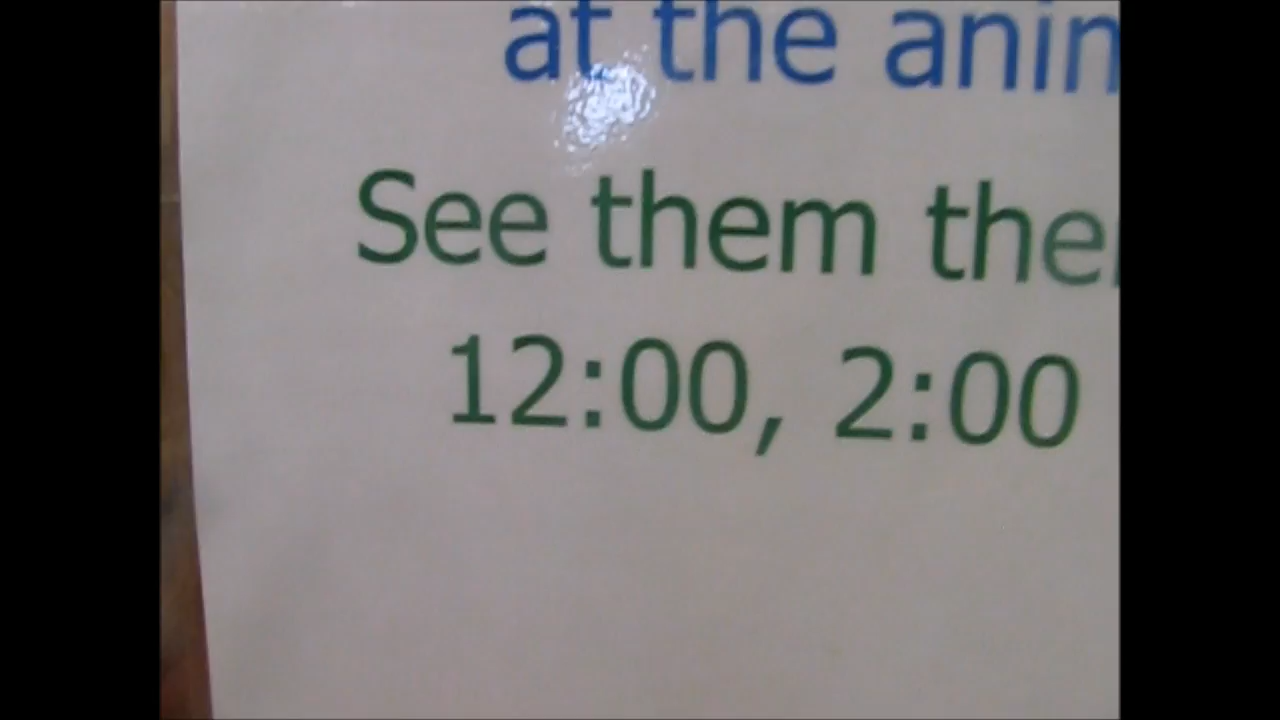 at the
See them
12:00, 2:00